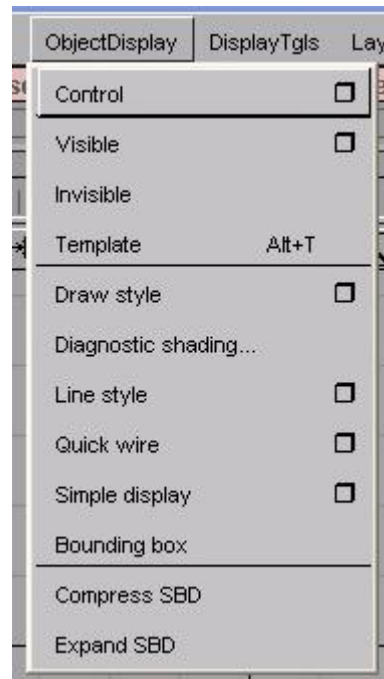 ObjectDisplay DisplayTgls Lay
Control
Visible
Invisible
Template Alt+T
Draw style
Diagnostic shading...
Line style
Quick wire
Simple display
Bounding box
Compress SBD
Expand SBD